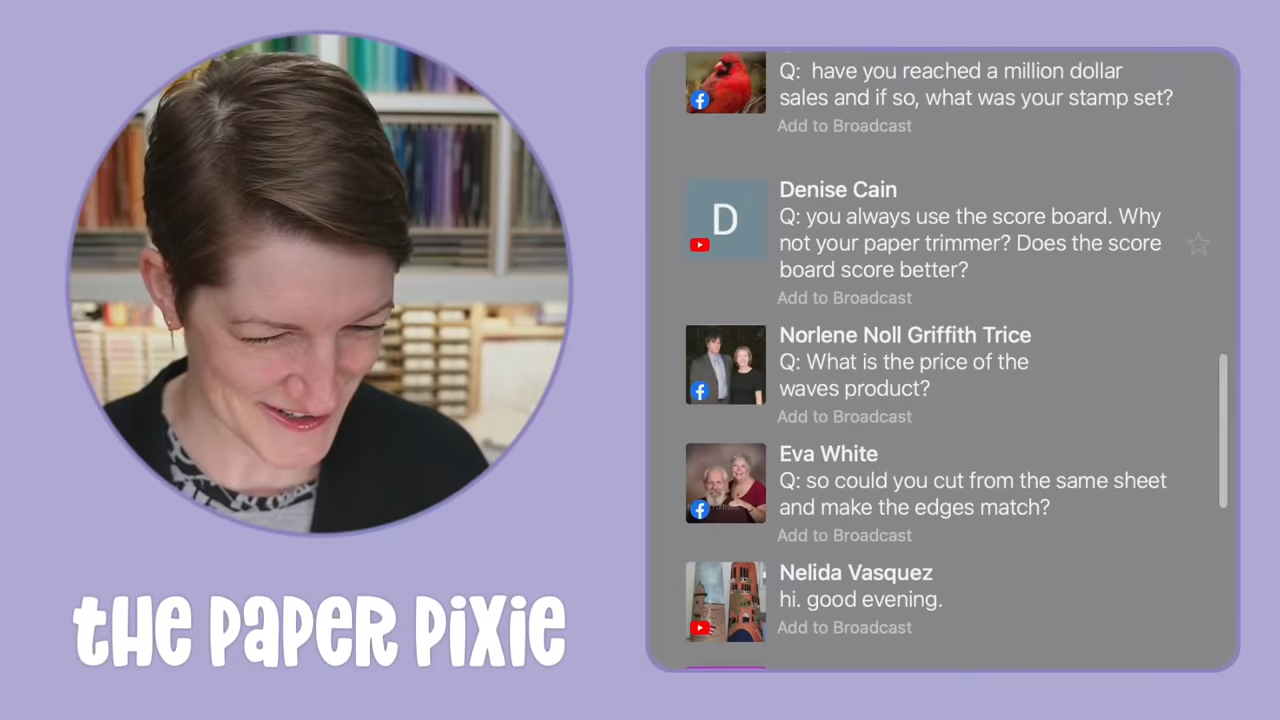 Q: have you reached a million dollar
sales and if so, what was your stamp set?
Add to Broadcast
D
Denise Cain
Q: you always use the score board. Why
not your paper trimmer? Does the score
board score better?
Add to Broadcast
Norlene Noll Griffith Trice
Q: What is the price of the
waves product?
Add to Broadcast
Eva White
Q: so could you cut from the same sheet
and make the edges match?
Add to Broadcast
Nelida Vasquez
hi. good evening.
Add to Broadcast
the paper pixie